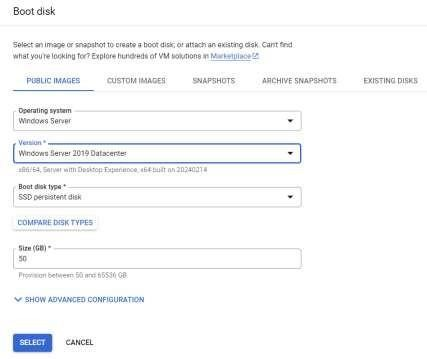 Boot disk
Select an image or snapshot to create a boot disk; or attach an existing disk. Can't find
what you're looking for? Explore hundreds of VM solutions in Marketplace
PUBLIC IMAGES CUSTOM IMAGES SNAPSHOTS ARCHIVE SNAPSHOTS EXISTING DISKS
Operating system
Windows Server
Version *
Windows Server 2019 Datacenter
x86/64, Server with Desktop Experience, x64 built on 20240214
Boot disk type *
SSD persistent disk
COMPARE DISK TYPES
Size (GB) *
50
Provision between 50 and 65536 GB
SHOW ADVANCED CONFIGURATION
SELECT CANCEL